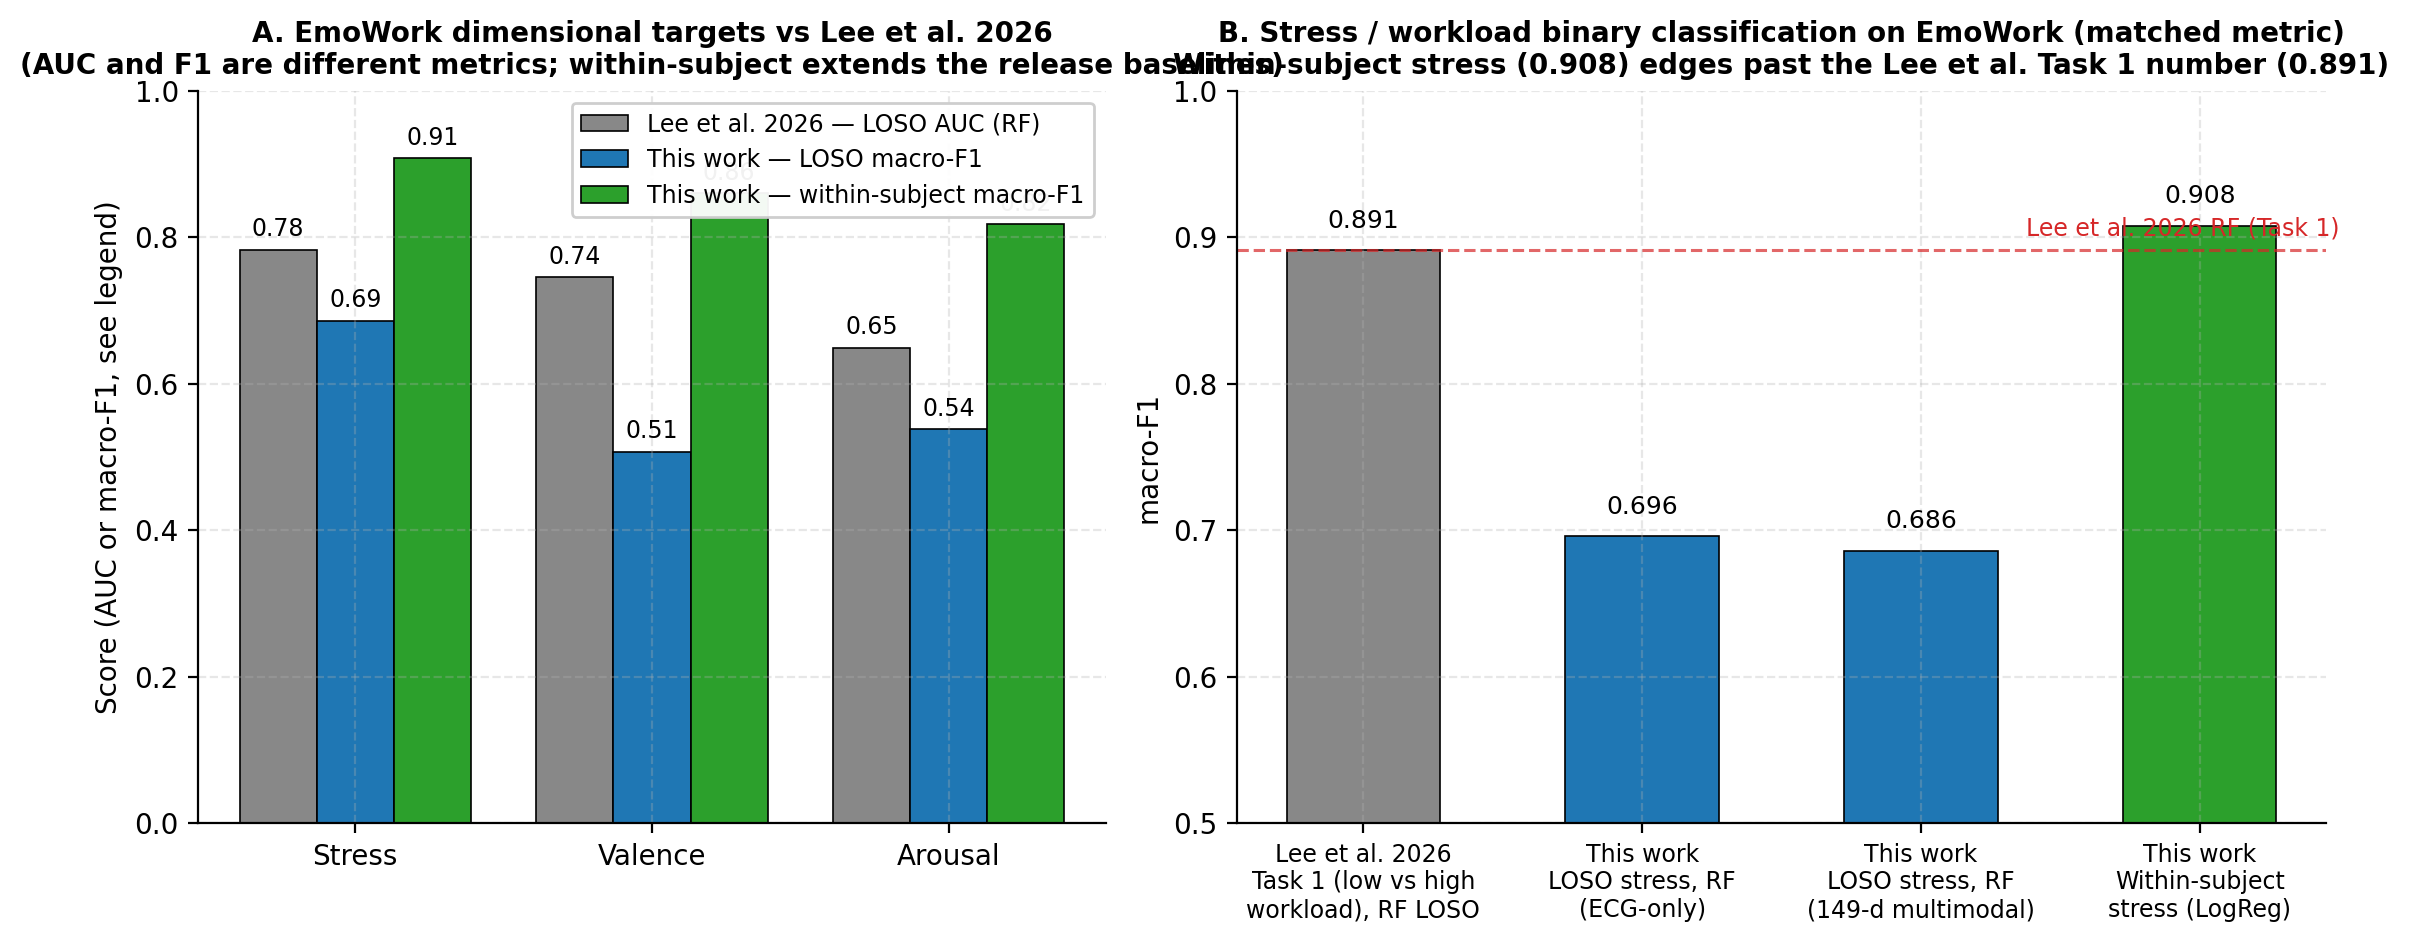 A. EmoWork dimensional targets vs Lee et al. 2026
(AUC and F1 are different metrics; within-subject extends the release baselines)
1.0
0.8
0.6
0.4
0.2
0.0
Score (AUC or macro-F1, see legend)
Lee et al. 2026 — LOSO AUC (RF)
This work — LOSO macro-F1
This work — within-subject macro-F1
0.78
0.69
0.91
0.74
0.51
0.86
0.65
0.54
0.82
Stress
Valence
Arousal
B. Stress / workload binary classification on EmoWork (matched metric)
Within-subject stress (0.908) edges past the Lee et al. Task 1 number (0.891)
1.0
0.9
0.8
0.7
0.6
0.5
macro-F1
0.891
0.696
0.686
0.908
Lee et al. 2026 RF (Task 1)
Lee et al. 2026
Task 1 (low vs high
workload), RF LOSO
This work
LOSO stress, RF
(ECG-only)
This work
LOSO stress, RF
(149-d multimodal)
This work
Within-subject
stress (LogReg)